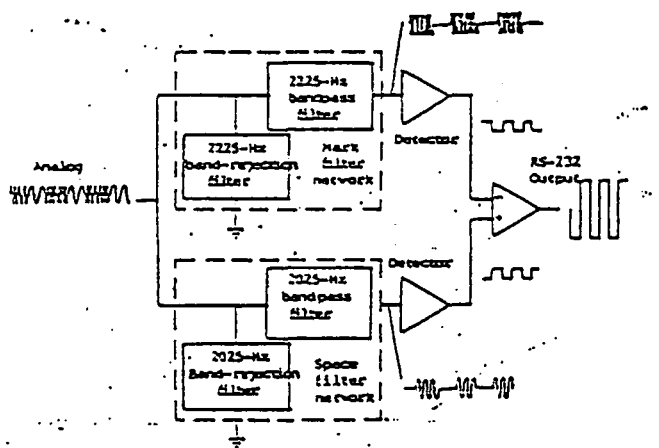 2225-Hz
bandpass
filter
2225-Hz
band-rejection
filter
Mark
filter
network
Analog
Detector
RS-232
Output
Detector
2025-Hz
bandpass
filter
2025-Hz
Band-rejection
filter
Space
filter
network